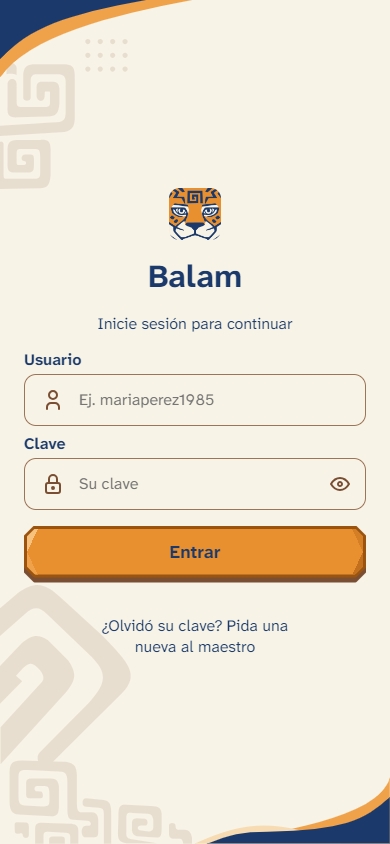 Balam
Inicie sesión para continuar
Usuario
Ej. mariaperez1985
Clave
Su clave
Entrar
¿Olvidó su clave? Pida una
nueva al maestro